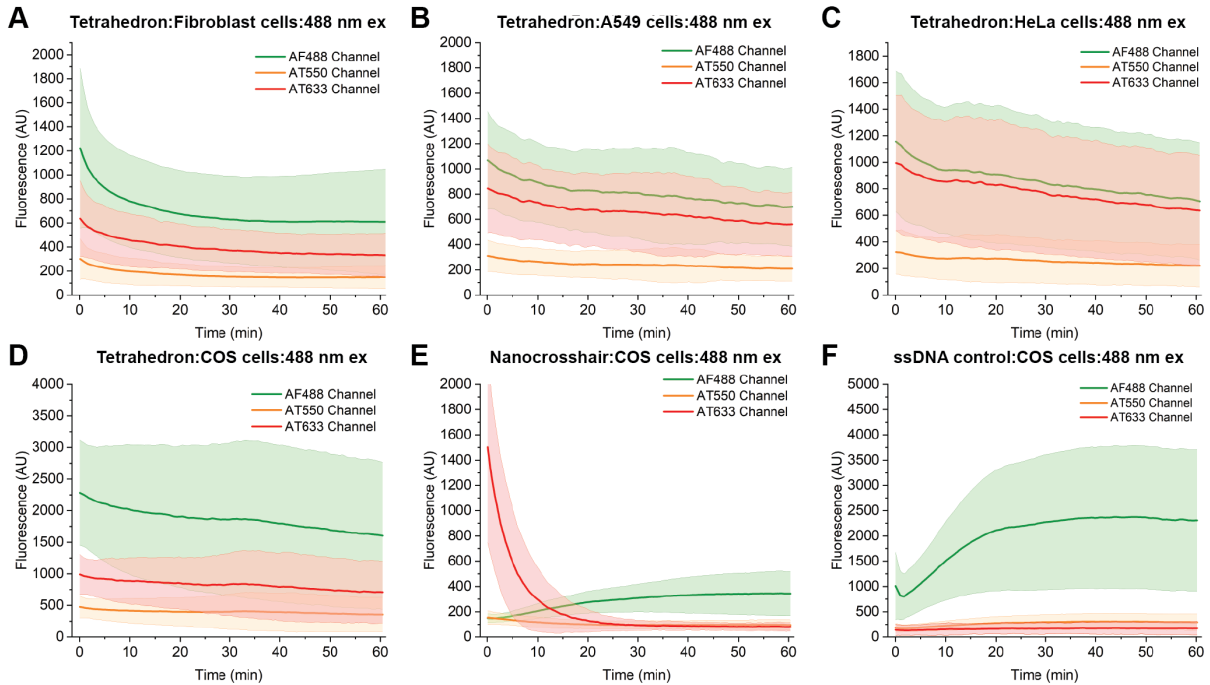 A
Tetrahedron:Fibroblast cells:488 nm ex
AF488 Channel
AT550 Channel
AT633 Channel
Fluorescence (AU)
2000
1800
1600
1400
1200
1000
800
600
400
200
0
0 10 20 30 40 50 60
Time (min)
B
Tetrahedron:A549 cells:488 nm ex
AF488 Channel
AT550 Channel
AT633 Channel
Fluorescence (AU)
2000
1800
1600
1400
1200
1000
800
600
400
200
0
0 10 20 30 40 50 60
Time (min)
C
Tetrahedron:HeLa cells:488 nm ex
AF488 Channel
AT550 Channel
AT633 Channel
Fluorescence (AU)
1800
1600
1400
1200
1000
800
600
400
200
0
0 10 20 30 40 50 60
Time (min)
D
Tetrahedron:COS cells:488 nm ex
AF488 Channel
AT550 Channel
AT633 Channel
Fluorescence (AU)
4000
3500
3000
2500
2000
1500
1000
500
0
0 10 20 30 40 50 60
Time (min)
E
Nanocrosshair:COS cells:488 nm ex
AF488 Channel
AT550 Channel
AT633 Channel
Fluorescence (AU)
2000
1800
1600
1400
1200
1000
800
600
400
200
0
0 10 20 30 40 50 60
Time (min)
F
ssDNA control:COS cells:488 nm ex
AF488 Channel
AT550 Channel
AT633 Channel
Fluorescence (AU)
5000
4500
4000
3500
3000
2500
2000
1500
1000
500
0
0 10 20 30 40 50 60
Time (min)